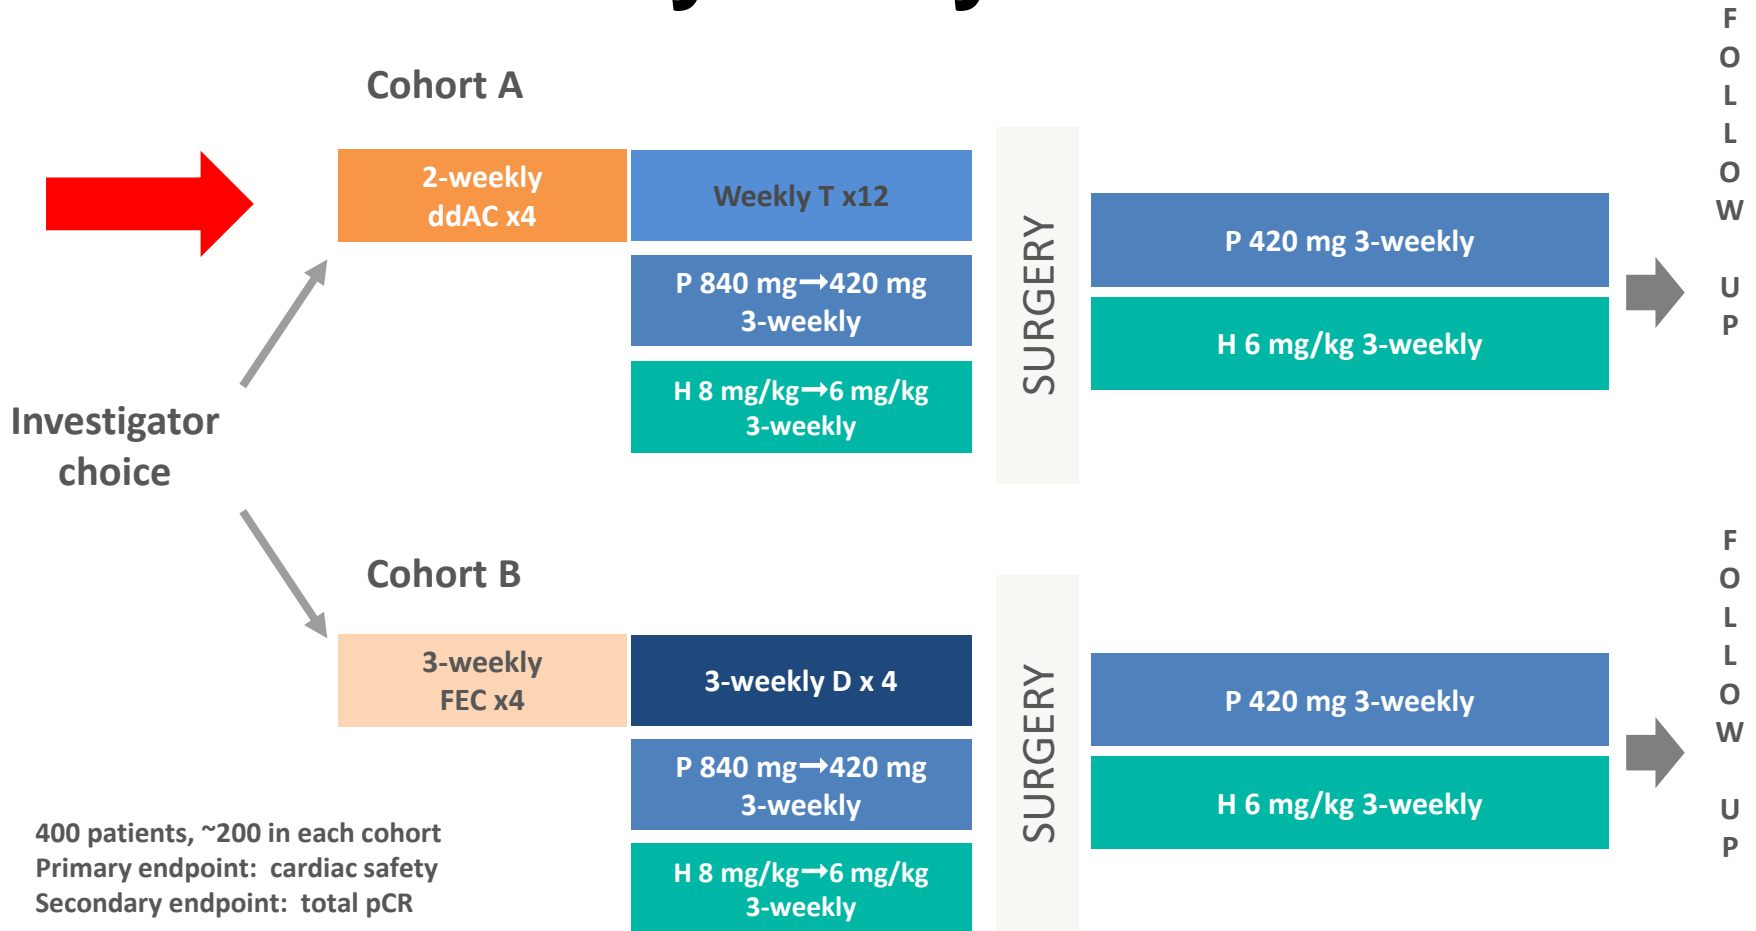 Cohort A
2-weekly
ddAC x4
Weekly T x12
P 840 mg→420 mg
3-weekly
H 8 mg/kg→6 mg/kg
3-weekly
SURGERY
P 420 mg 3-weekly
H 6 mg/kg 3-weekly
F
O
L
L
O
W
U
P
Investigator
choice
Cohort B
3-weekly
FEC x4
3-weekly D x 4
P 840 mg→420 mg
3-weekly
H 8 mg/kg→6 mg/kg
3-weekly
SURGERY
P 420 mg 3-weekly
H 6 mg/kg 3-weekly
F
O
L
L
O
W
U
P
400 patients, ~200 in each cohort
Primary endpoint: cardiac safety
Secondary endpoint: total pCR